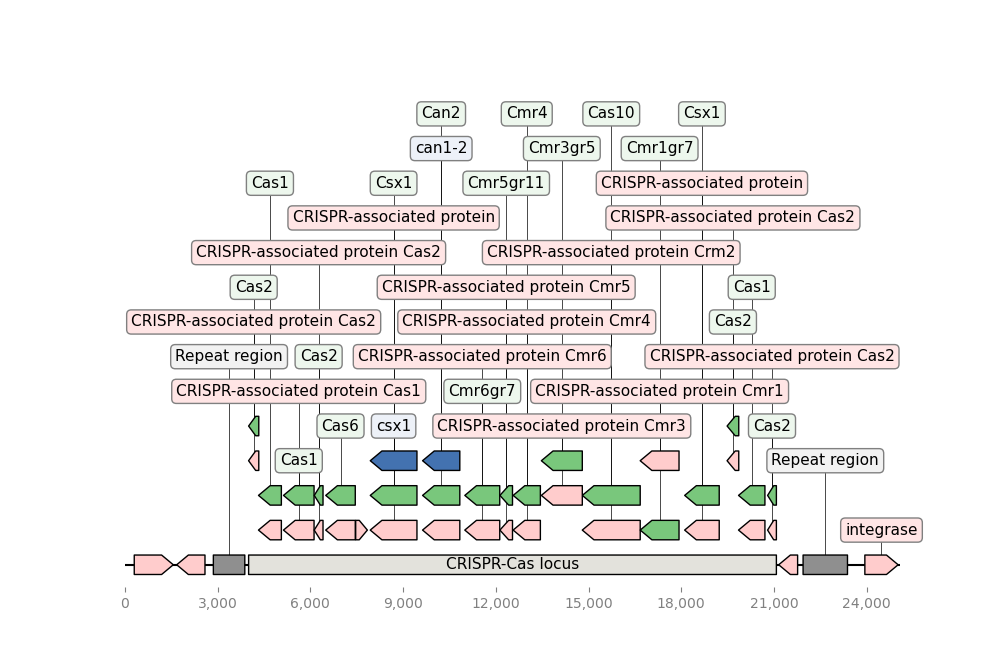 Can2
Cmr4
Cas10
Csx1
can1-2
Cmr3gr5
Cmr1gr7
Cas1
Csx1
Cmr5gr11
CRISPR-associated protein
CRISPR-associated protein
CRISPR-associated protein Cas2
CRISPR-associated protein Cas2
CRISPR-associated protein Crm2
Cas2
CRISPR-associated protein Cmr5
Cas1
CRISPR-associated protein Cas2
CRISPR-associated protein Cmr4
Cas2
Repeat region
Cas2
CRISPR-associated protein Cmr6
CRISPR-associated protein Cas2
CRISPR-associated protein Cas1
Cmr6gr7
CRISPR-associated protein Cmr1
Cas6
csx1
CRISPR-associated protein Cmr3
Cas2
Cas1
Repeat region
integrase
CRISPR-Cas locus
0
3,000
6,000
9,000
12,000
15,000
18,000
21,000
24,000